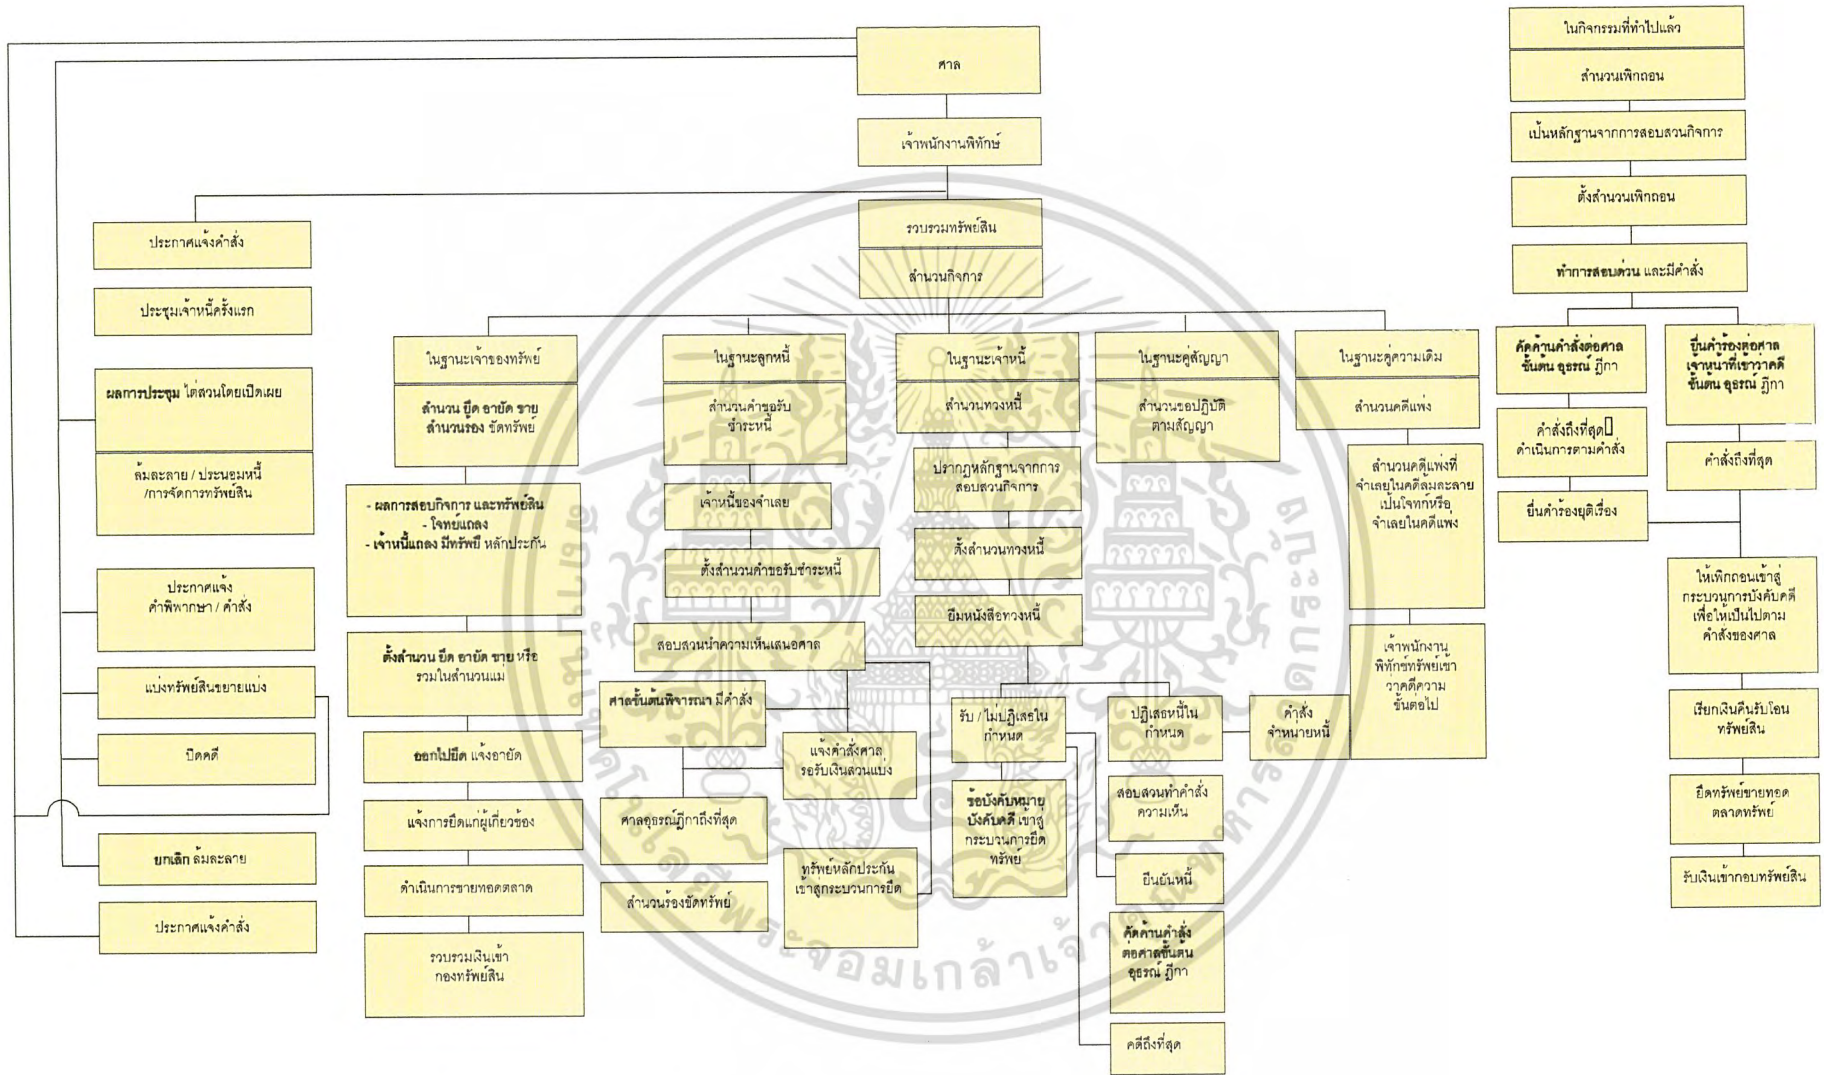 ศาล
เจ้าพนักงานพิทักษ์
รวบรวมทรัพย์สิน
สำนวนกิจการ
ประกาศแจ้งคำสั่ง
ประชุมเจ้าหนี้ครั้งแรก
ผลการประชุม ไต่สวนโดยเปิดเผย
ล้มละลาย / ประนอมหนี้
/การจัดการทรัพย์สิน
ประกาศแจ้ง
คำพิพากษา / คำสั่ง
แบ่งทรัพย์สินขยายแบ่ง
ปิดคดี
ยกเลิก ล้มละลาย
ประกาศแจ้งคำสั่ง
ในฐานะเจ้าของทรัพย์
สำนวน ยึด อายัด ขาย
สำนวนร้อง ขัดทรัพย์
- ผลการสอบกิจการ และทรัพย์สิน
- โจทย์แถลง
- เจ้าหนี้แถลง มีทรัพย์ หลักประกัน
ตั้งสำนวน ยึด อายัด ขาย หรือ
รวมในสำนวนแม่
ออกไปยึด แจ้งอายัด
แจ้งการยึดแก่ผู้เกี่ยวข้อง
ดำเนินการขายทอดตลาด
รวบรวมเงินเข้า
กองทรัพย์สิน
ในฐานะลูกหนี้
สำนวนคำขอรับ
ชำระหนี้
เจ้าหนี้ของจำเลย
ตั้งสำนวนคำขอรับชำระหนี้
สอบสวนนำความเห็นเสนอศาล
ศาลชั้นต้นพิจารณา มีคำสั่ง
แจ้งคำสั่งศาล
รอรับเงินส่วนแบ่ง
ศาลอุธรณ์ฎีกาถึงที่สุด
ทรัพย์หลักประกัน
เข้าสู่กระบวนการยึด
สำนวนร้องขัดทรัพย์
ในฐานะเจ้าหนี้
สำนวนทวงหนี้
ปรากฎหลักฐานจากการ
สอบสวนกิจการ
ตั้งสำนวนทวงหนี้
ยืมหนังสือทวงหนี้
รับ / ไม่ปฏิเสธใน
กำหนด
ขอบังคับหมาย
บังคับคดี เข้าสู่
กระบวนการยึด
ทรัพย์
ปฏิเสธหนี้ใน
กำหนด
คำสั่ง
จำหน่ายหนี้
สอบสวนทำคำสั่ง
ความเห็น
ยืนยันหนี้
คัดค้านคำสั่ง
ต่อศาลชั้นต้น
อุธรณ์ ฎีกา
คดีถึงที่สุด
ในฐานะคู่สัญญา
สำนวนขอปฏิบัติ
ตามสัญญา
ในฐานะคู่ความเดิม
สำนวนคดีแพ่ง
สำนวนคดีแพ่งที่
จำเลยในคดีล้มละลาย
เป็นโจทก์หรือ
จำเลยในคดีแพ่ง
เจ้าพนักงาน
พิทักษ์ทรัพย์เข้า
ว่าคดีความ
ชั้นต่อไป
ในกิจกรรมที่ทำไปแล้ว
สำนวนเพิกถอน
เป็นหลักฐานจากการสอบสวนกิจการ
ตั้งสำนวนเพิกถอน
ทำการสอบด่วน และมีคำสั่ง
คัดค้านคำสั่งต่อศาล
ชั้นต้น อุธรณ์ ฎีกา
คำสั่งถึงที่สุด
ดำเนินการตามคำสั่ง
ยื่นคำร้องยุติเรื่อง
ยื่นคำร้องต่อศาล
เจ้าหน้าที่เข้าว่าคดี
ชั้นต้น อุธรณ์ ฎีกา
คำสั่งถึงที่สุด
ให้เพิกถอนเข้าสู่
กระบวนการบังคับคดี
เพื่อให้เป็นไปตาม
คำสั่งของศาล
เรียกเงินคืนรับโอน
ทรัพย์สิน
ยึดทรัพย์ขายทอด
ตลาดทรัพย์
รับเงินเข้ากอบทรัพย์สิน
สถาบันเทคโนโลยีพระจอมเกล้าเจ้าคุณทหารลาดกระบัง